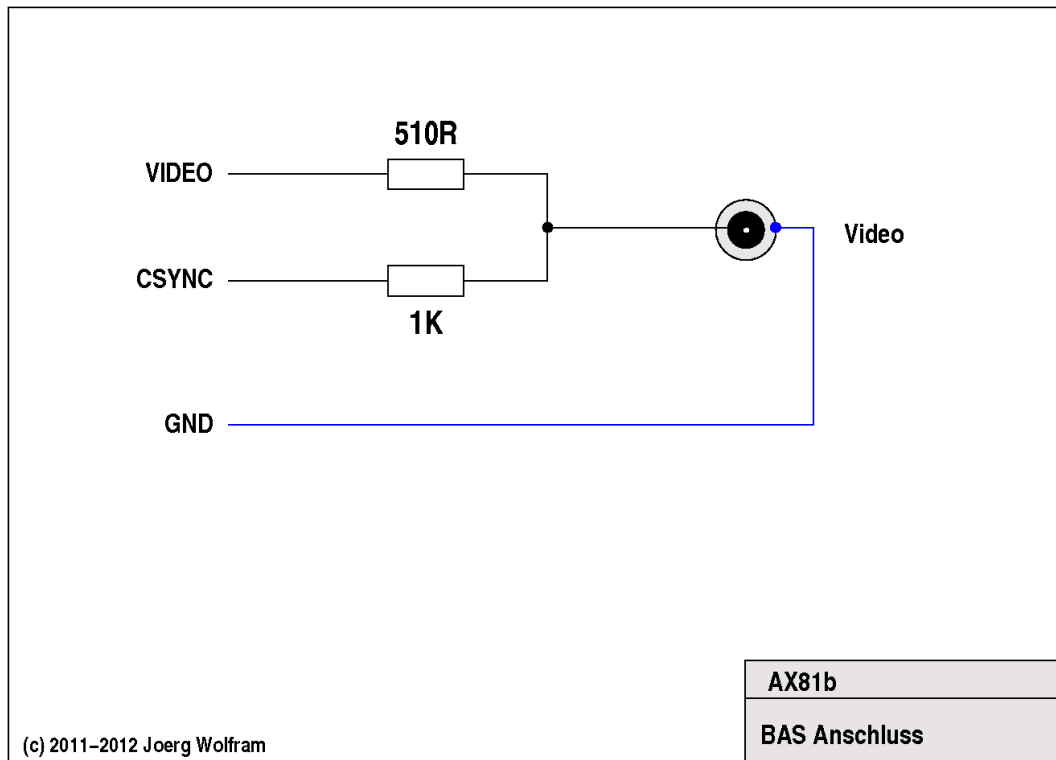 510R
VIDEO
Video
CSYNC
1K
GND
AX81b
BAS Anschluss
(c) 2011–2012 Joerg Wolfram